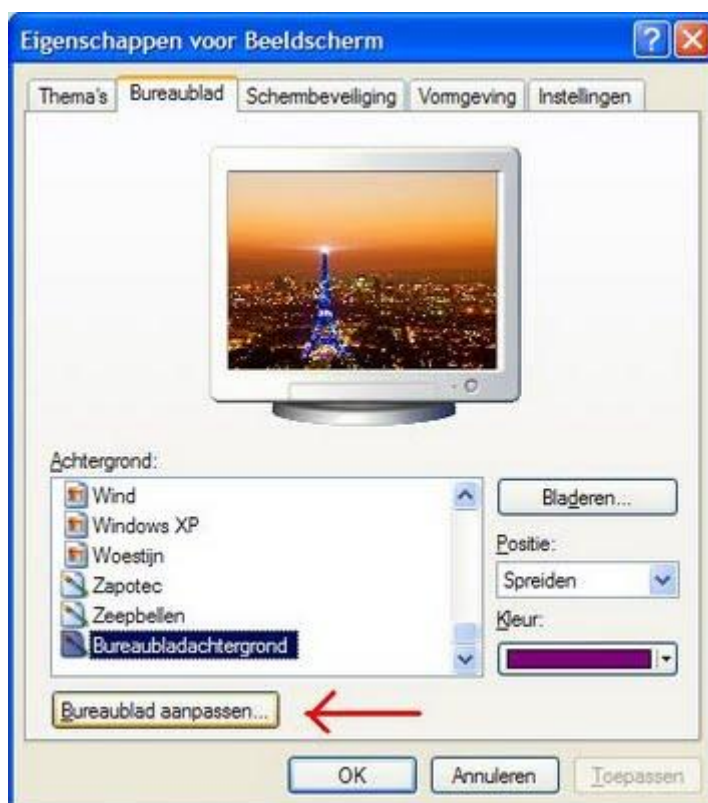 Eigenschappen voor Beeldscherm
Thema's Bureaublad Schermbeveiliging Vormgeving Instellingen
Achtergrond:
Wind
Windows XP
Woestijn
Zapotec
Zeepbellen
Bureaubladachtergrond
Bladeren...
Positie:
Spreiden
Kleur:
Bureaublad aanpassen...
OK Annuleren Toepassen